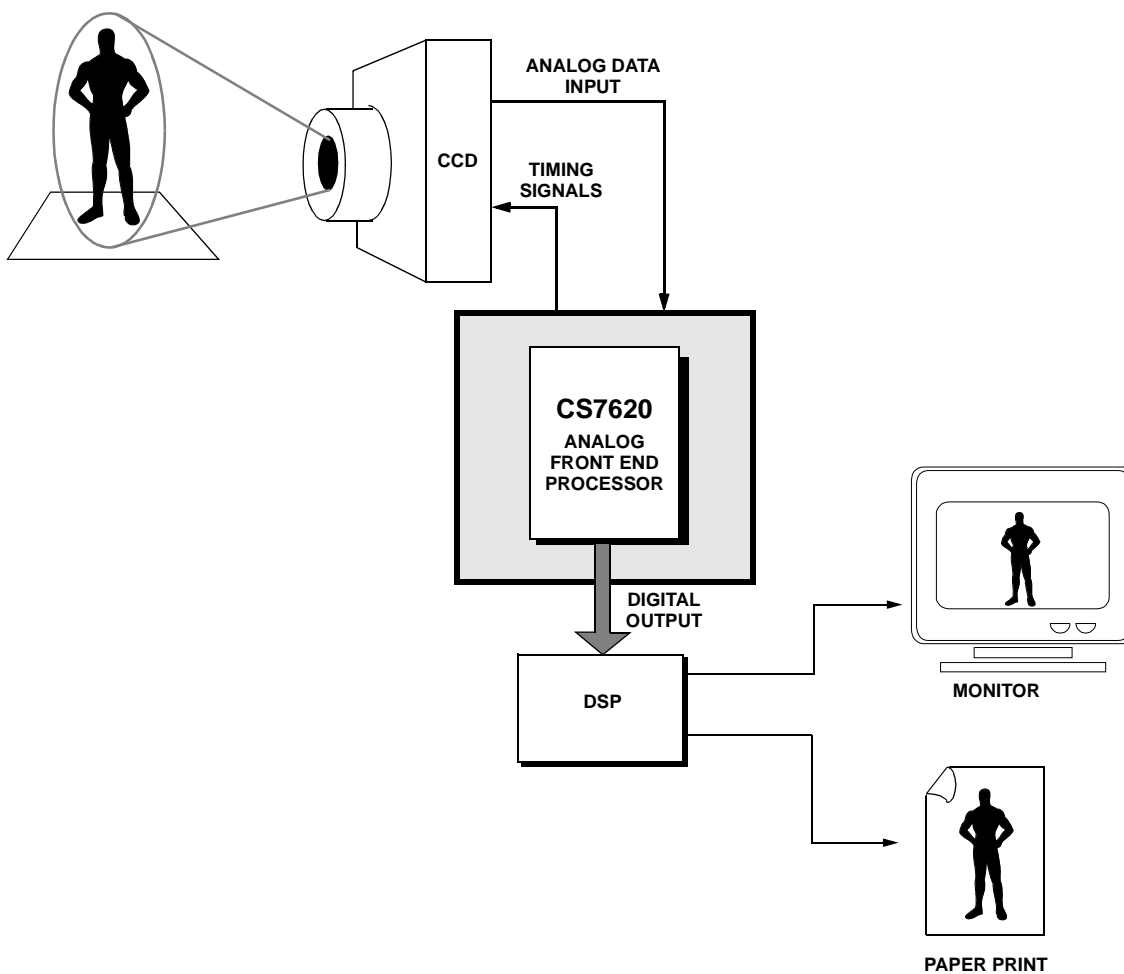 ANALOG DATA
INPUT
CCD
TIMING
SIGNALS
CS7620
ANALOG
FRONT END
PROCESSOR
DIGITAL
OUTPUT
DSP
MONITOR
PAPER PRINT